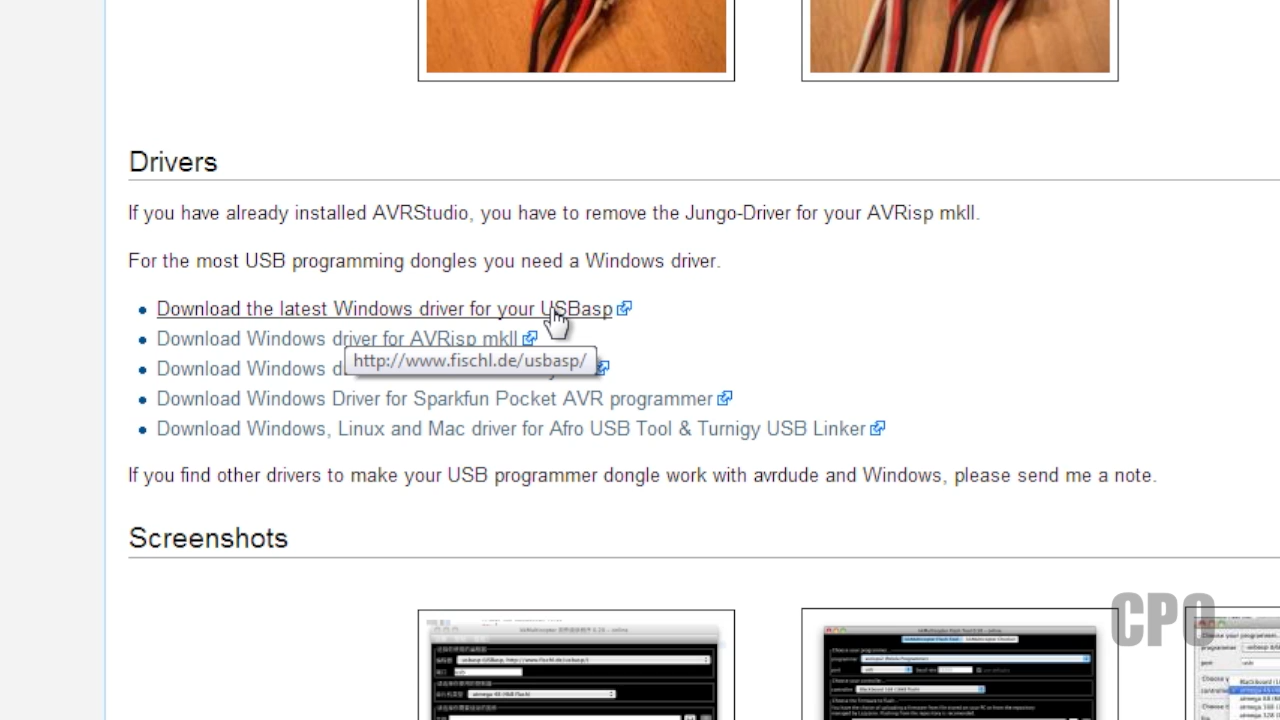 Drivers
If you have already installed AVRStudio, you have to remove the Jungo-Driver for your AVRisp mkII.
For the most USB programming dongles you need a Windows driver.
Download the latest Windows driver for your USBasp
Download Windows driver for AVRisp mkII
http://www.fischl.de/usbasp/
Download Windows d
Download Windows Driver for Sparkfun Pocket AVR programmer
Download Windows, Linux and Mac driver for Afro USB Tool & Turnigy USB Linker
If you find other drivers to make your USB programmer dongle work with avrdude and Windows, please send me a note.
Screenshots
CPO